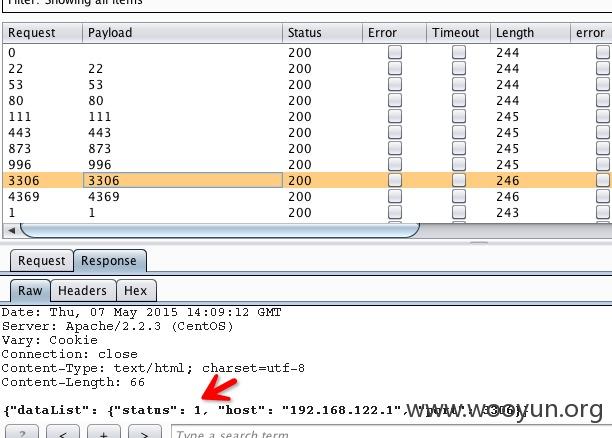 Filter: Showing all items
Request Payload Status Error Timeout Length error
0 200 244
22 22 200 244
53 53 200 244
80 80 200 244
111 111 200 245
443 443 200 245
873 873 200 245
996 996 200 245
3306 3306 200 246
4369 4369 200 246
1 1 200 243
Request Response
Raw Headers Hex
Date: Thu, 07 May 2015 14:09:12 GMT
Server: Apache/2.2.3 (CentOS)
Vary: Cookie
Connection: close
Content-Type: text/html; charset=utf-8
Content-Length: 66
{"dataList": {"status": 1, "host": "192.168.122.1", "port": 3306}}
www.wooyun.org
? < + > Type a search term